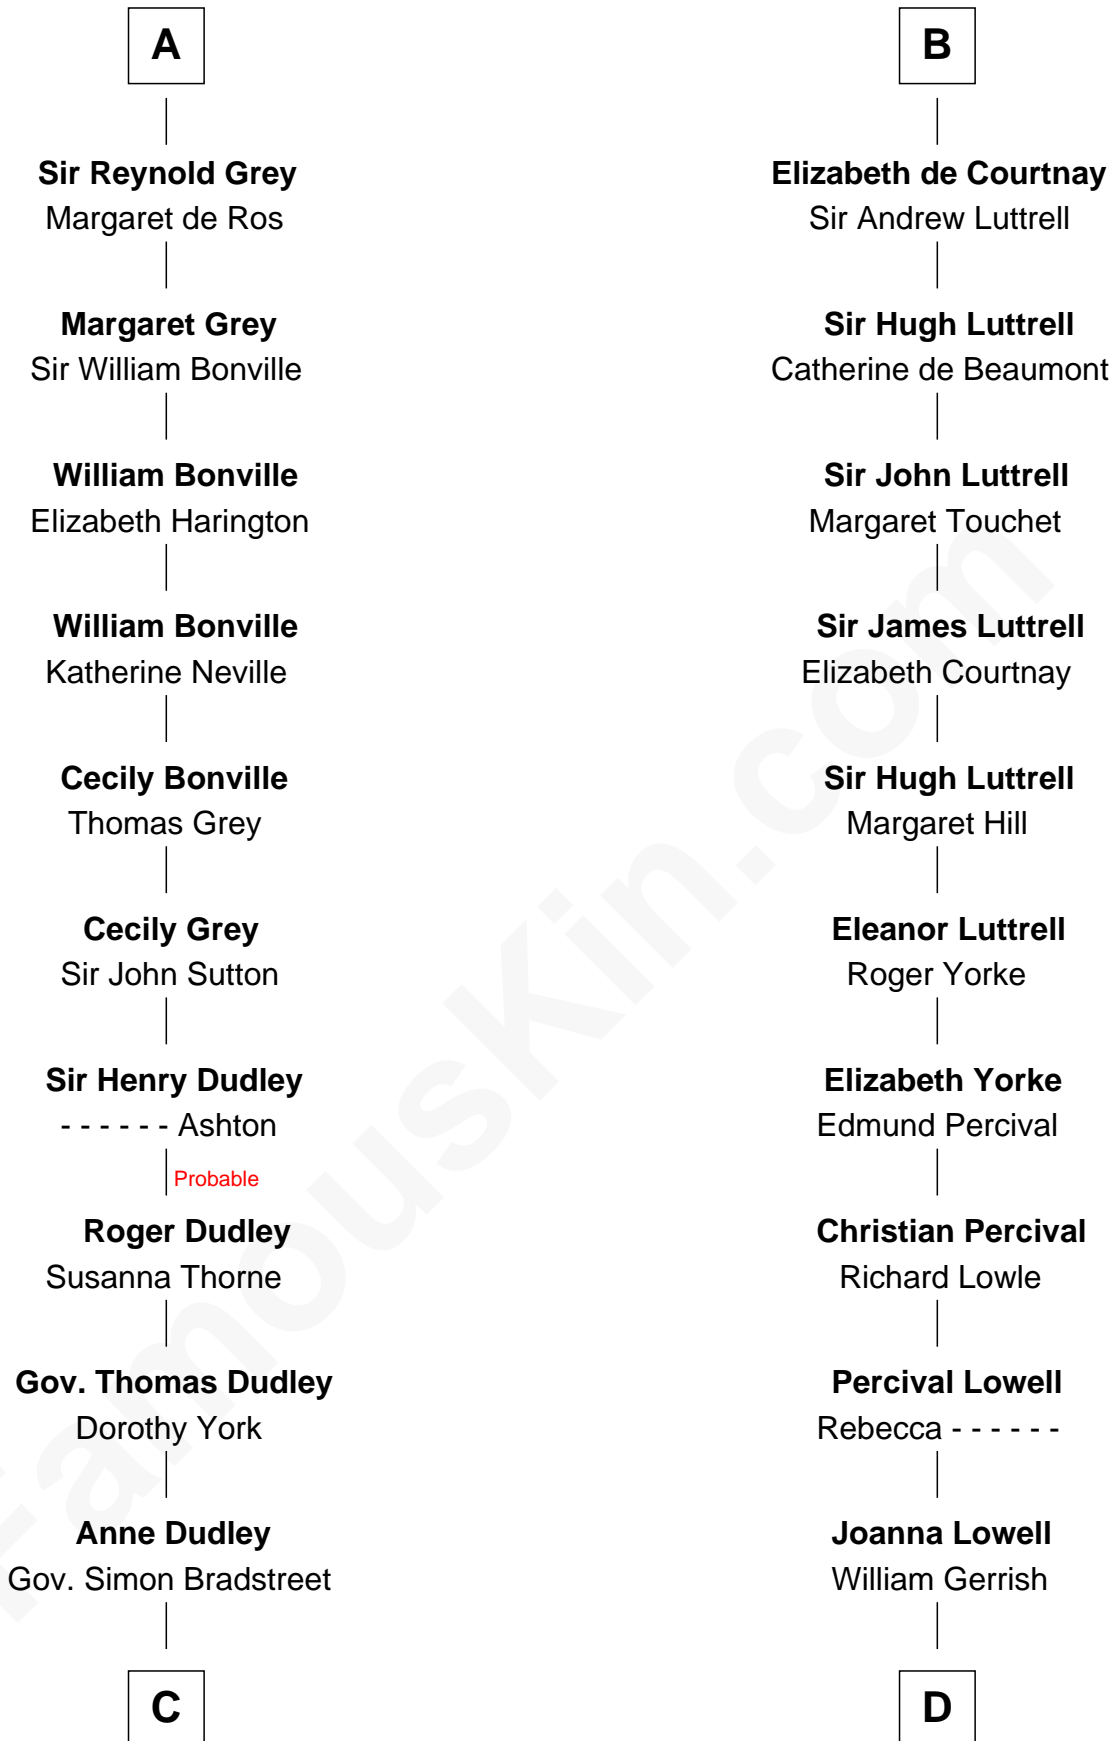 A
Sir Reynold Grey
Margaret de Ros
Margaret Grey
Sir William Bonville
William Bonville
Elizabeth Harington
William Bonville
Katherine Neville
Cecily Bonville
Thomas Grey
Cecily Grey
Sir John Sutton
Sir Henry Dudley
- - - - - - Ashton
Probable
Roger Dudley
Susanna Thorne
Gov. Thomas Dudley
Dorothy York
Anne Dudley
Gov. Simon Bradstreet
C
B
Elizabeth de Courtnay
Sir Andrew Luttrell
Sir Hugh Luttrell
Catherine de Beaumont
Sir John Luttrell
Margaret Touchet
Sir James Luttrell
Elizabeth Courtnay
Sir Hugh Luttrell
Margaret Hill
Eleanor Luttrell
Roger Yorke
Elizabeth Yorke
Edmund Percival
Christian Percival
Richard Lowle
Percival Lowell
Rebecca - - - - - -
Joanna Lowell
William Gerrish
D
FamousKin.com